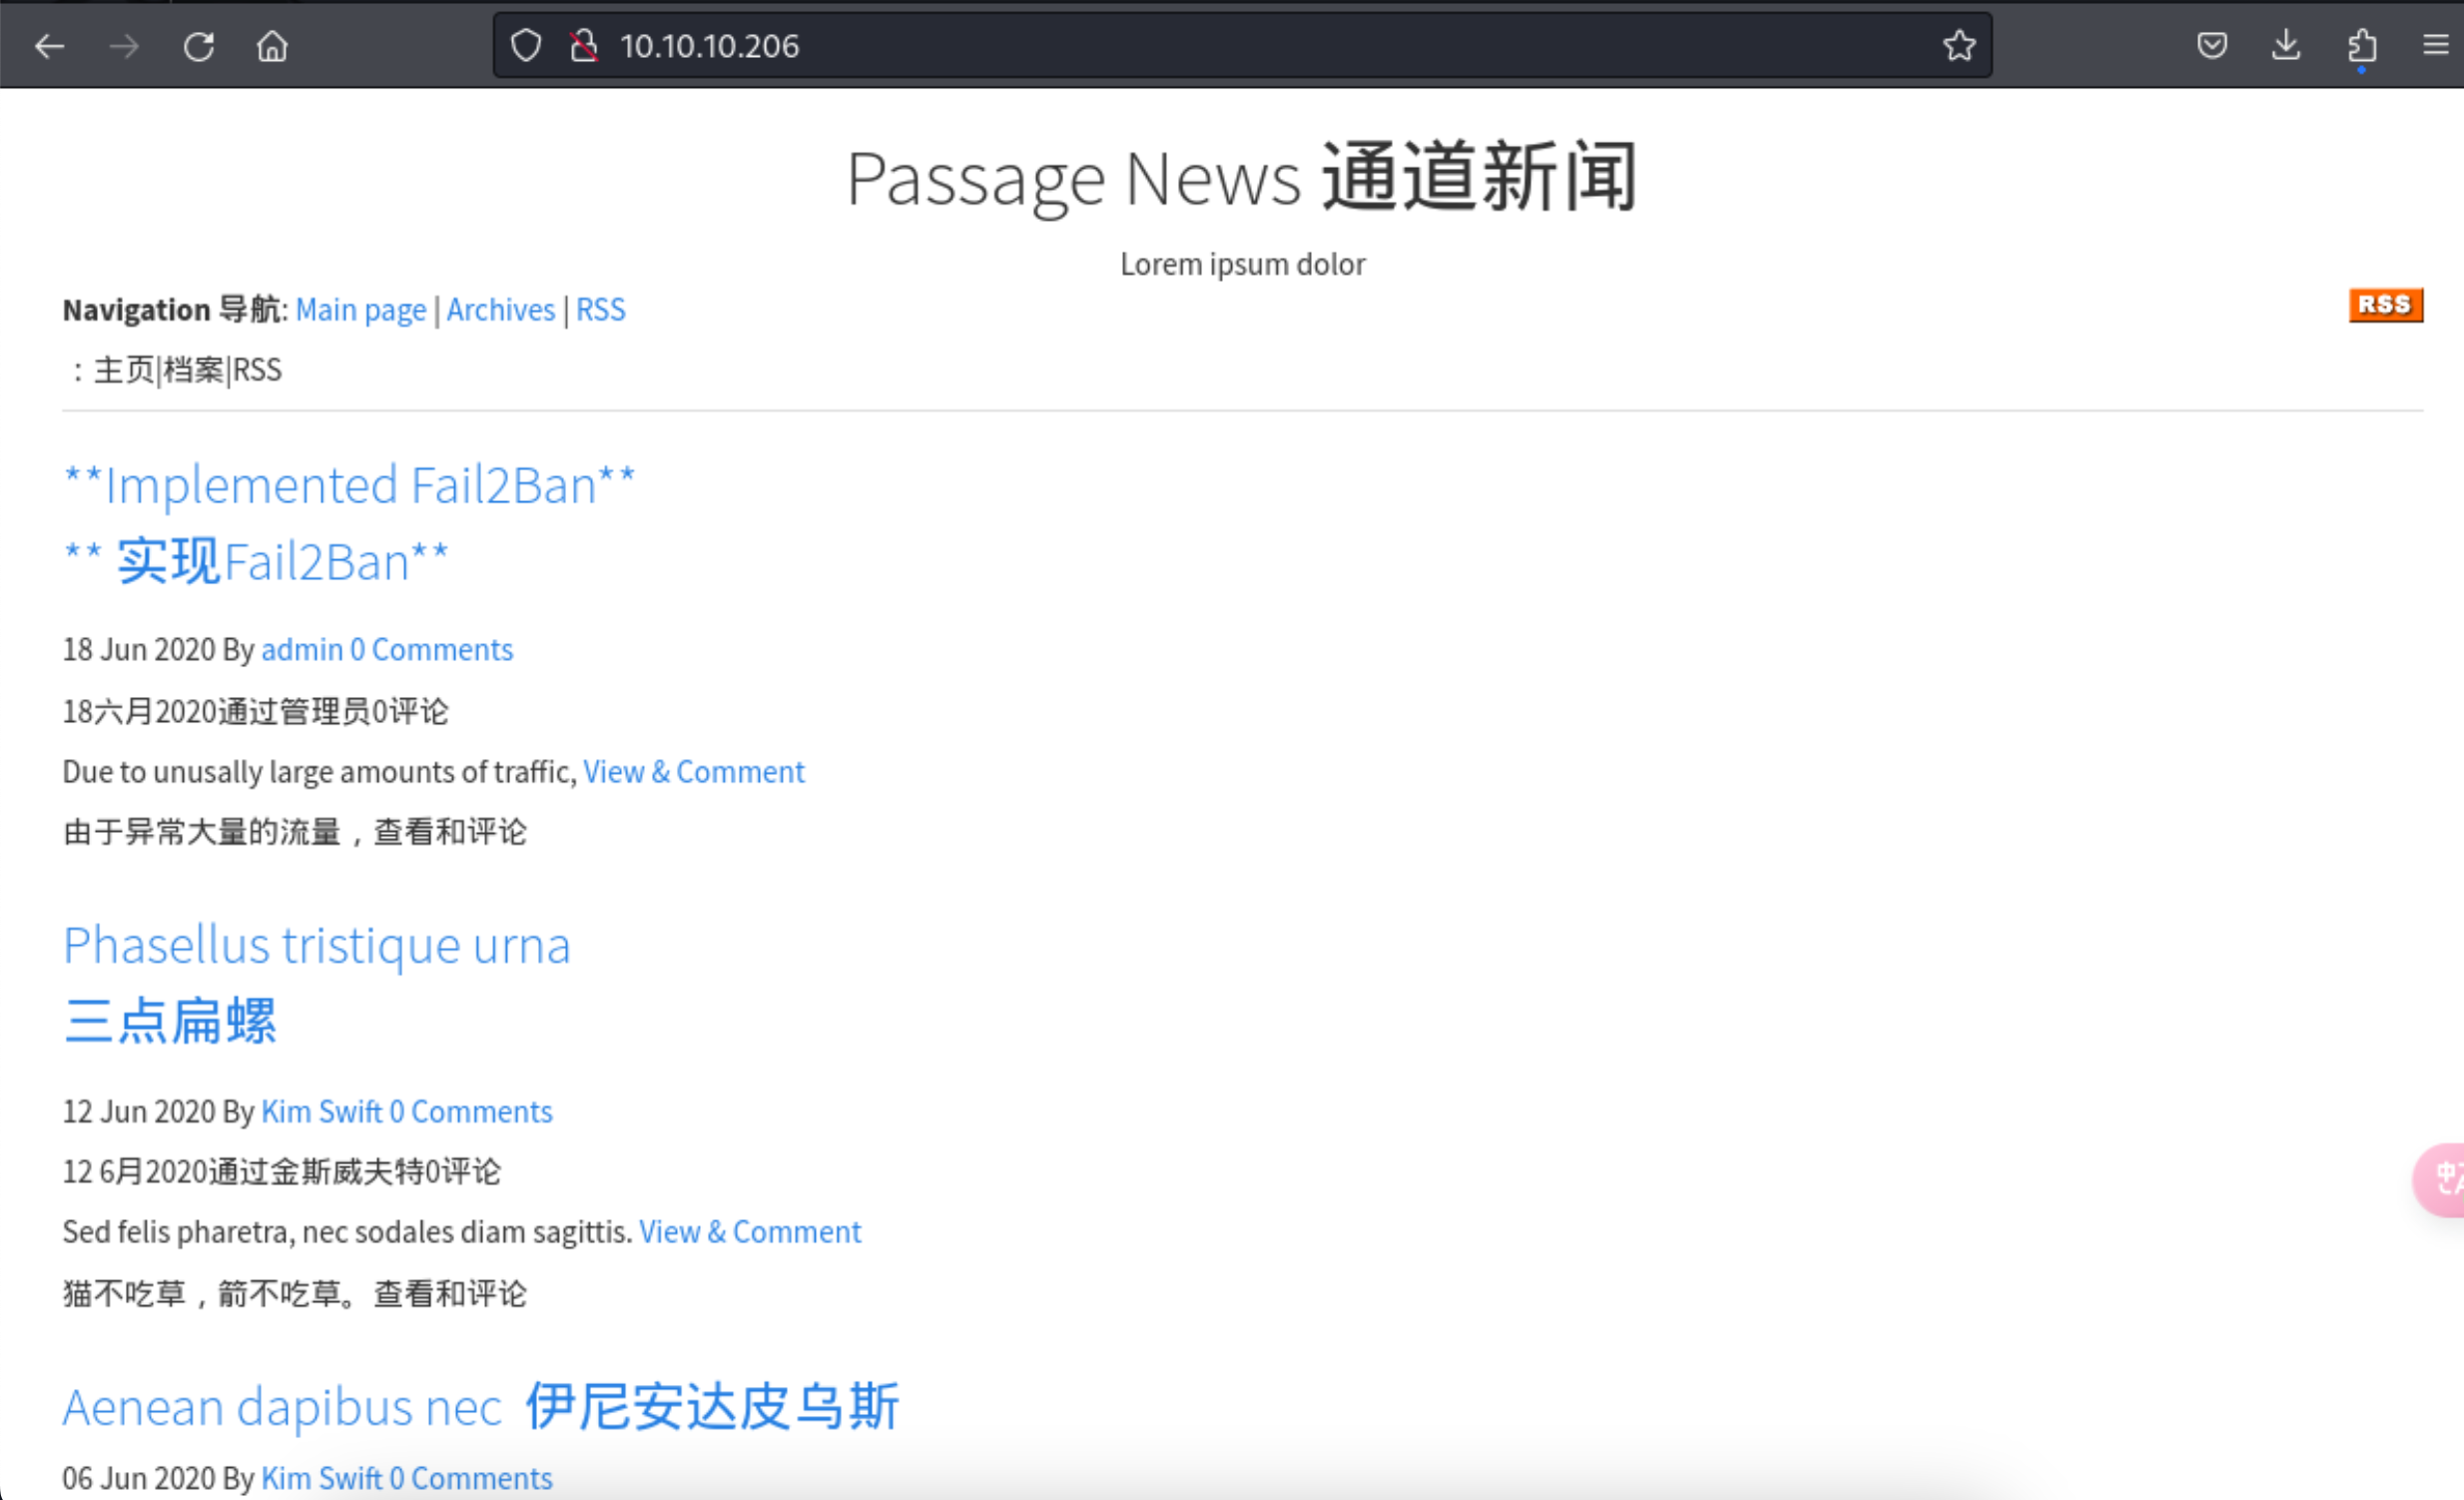 10.10.10.206
Passage News 通道新闻
Lorem ipsum dolor
Navigation 导航: Main page | Archives | RSS
RSS
：主页|档案|RSS
**Implemented Fail2Ban**
** 实现Fail2Ban**
18 Jun 2020 By admin 0 Comments
18六月2020通过管理员0评论
Due to unusally large amounts of traffic, View & Comment
由于异常大量的流量，查看和评论
Phasellus tristique urna
三点扁螺
12 Jun 2020 By Kim Swift 0 Comments
12 6月2020通过金斯威夫特0评论
Sed felis pharetra, nec sodales diam sagittis. View & Comment
猫不吃草，箭不吃草。查看和评论
Aenean dapibus nec 伊尼安达皮乌斯
06 Jun 2020 By Kim Swift 0 Comments